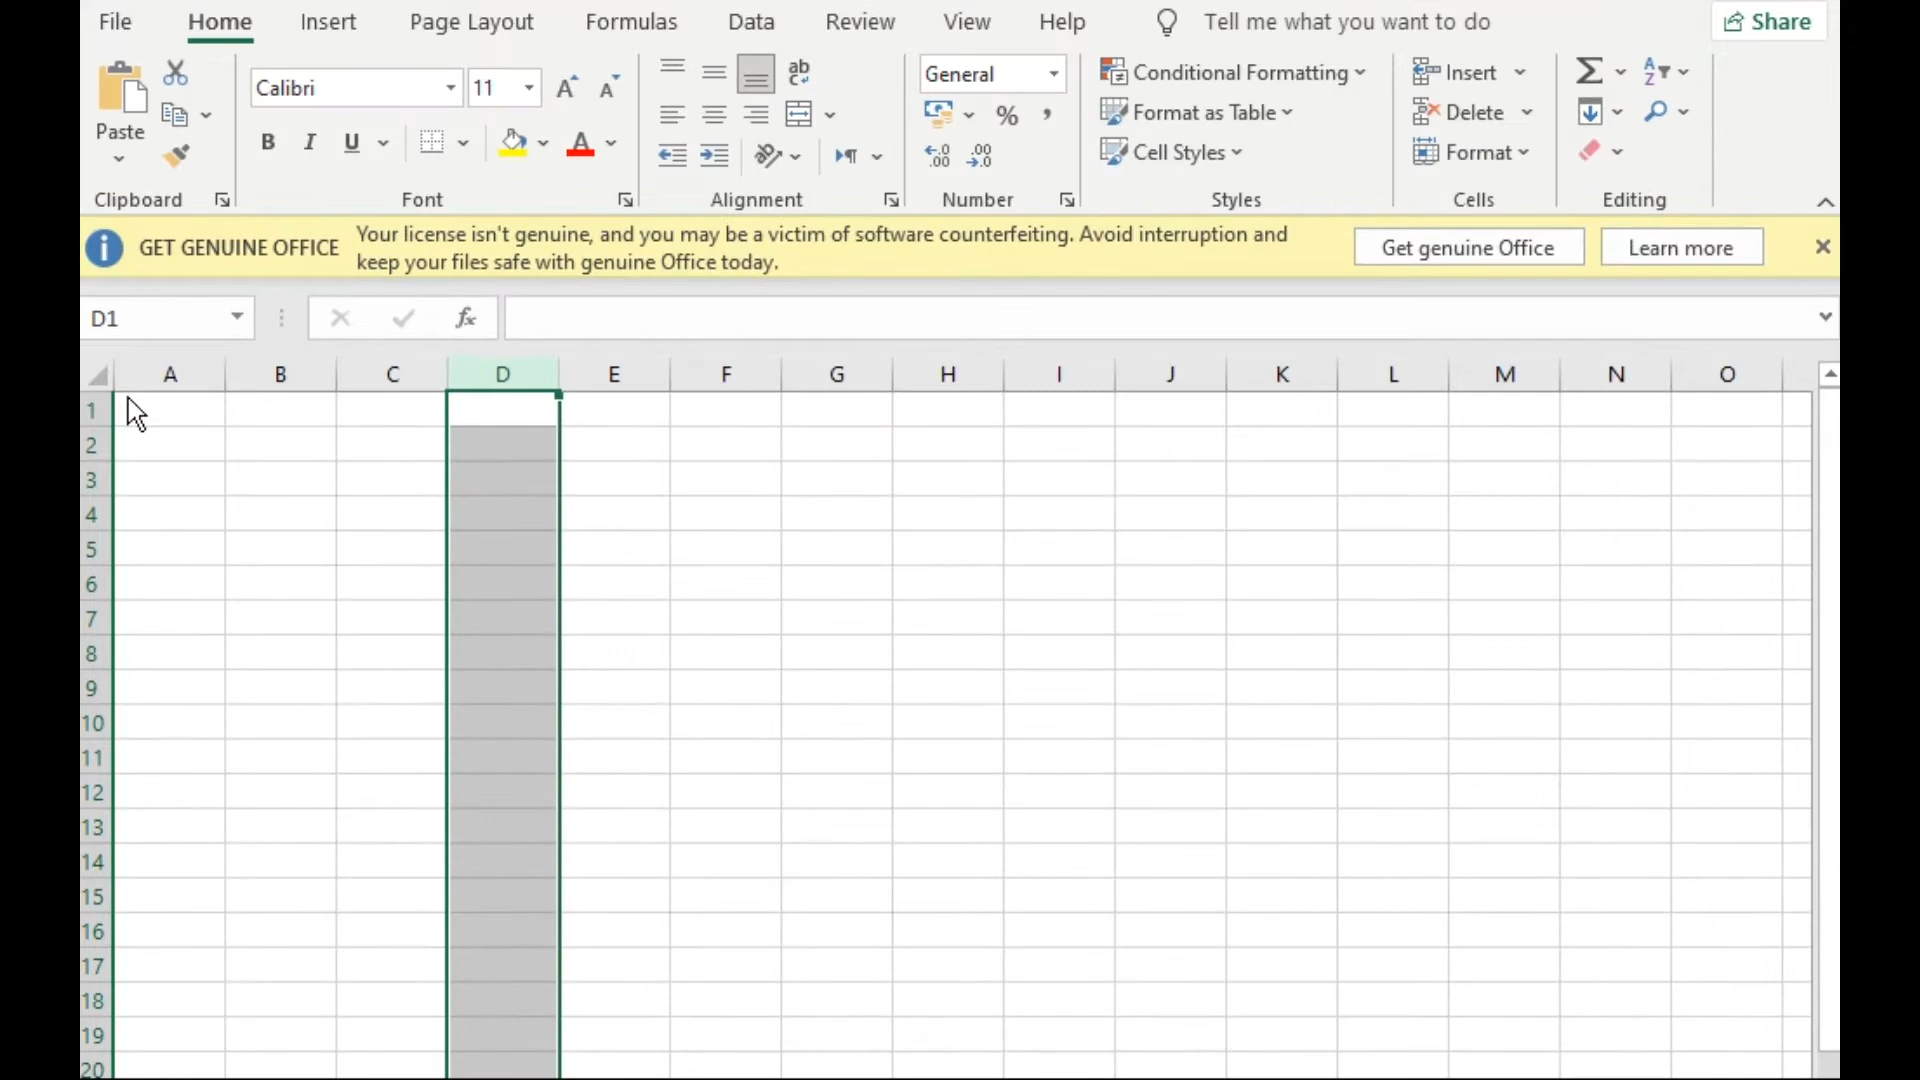 File Home Insert Page Layout Formulas Data Review View Help Tell me what you want to do Share
Calibri 11 ab General Conditional Formatting Insert
Paste % , Format as Table Delete
B I U A .00 .00 Cell Styles Format
Clipboard Font Alignment Number Styles Cells Editing
GET GENUINE OFFICE Your license isn't genuine, and you may be a victim of software counterfeiting. Avoid interruption and
keep your files safe with genuine Office today. Get genuine Office Learn more
D1 fx
A B C D E F G H I J K L M N O
1
2
3
4
5
6
7
8
9
10
11
12
13
14
15
16
17
18
19
20